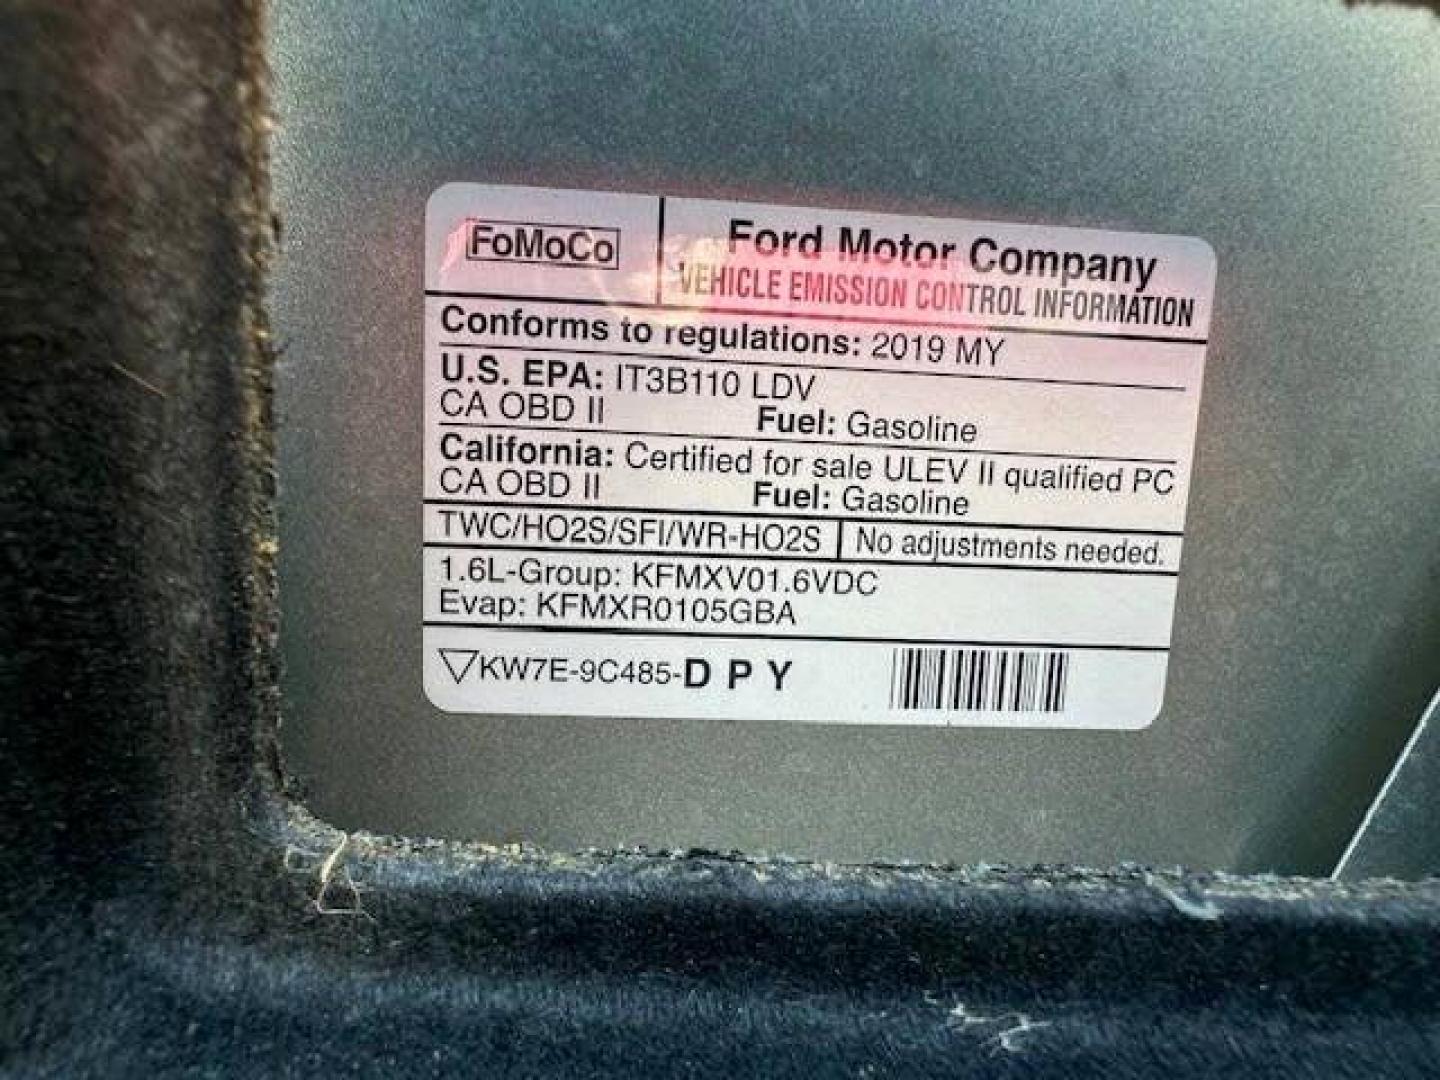 FoMoCo
Ford Motor Company
VEHICLE EMISSION CONTROL INFORMATION
Conforms to regulations: 2019 MY
U.S. EPA: IT3B110 LDV
CA OBD II Fuel: Gasoline
California: Certified for sale ULEV II qualified PC
CA OBD II Fuel: Gasoline
TWC/HO2S/SFI/WR-HO2S No adjustments needed.
1.6L-Group: KFMXV01.6VDC
Evap: KFMXR0105GBA
KW7E-9C485-D P Y